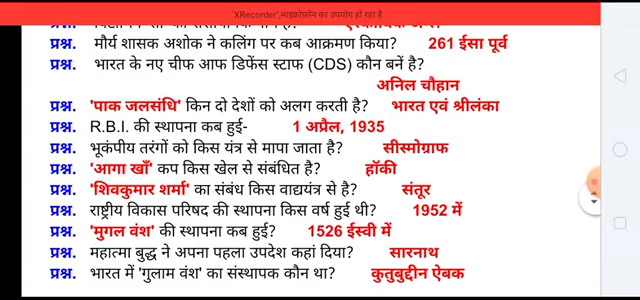 'XRecorder',माइक्रोफ़ोन का उपयोग हो रहा है
प्रश्न. मौर्य शासक अशोक ने कलिंग पर कब आक्रमण किया? 261 ईसा पूर्व
प्रश्न. भारत के नए चीफ आफ डिफेंस स्टाफ (CDS) कौन बनें है?
अनिल चौहान
प्रश्न. 'पाक जलसंधि' किन दो देशों को अलग करती है? भारत एवं श्रीलंका
प्रश्न. R.B.I. की स्थापना कब हुई- 1 अप्रैल, 1935
प्रश्न. भूकंपीय तरंगों को किस यंत्र से मापा जाता है? सीस्मोग्राफ
प्रश्न. 'आगा खाँ' कप किस खेल से संबंधित है? हॉकी
प्रश्न. 'शिवकुमार शर्मा' का संबंध किस वाद्ययंत्र से है? संतूर
प्रश्न. राष्ट्रीय विकास परिषद की स्थापना किस वर्ष हुई थी? 1952 में
प्रश्न. 'मुगल वंश' की स्थापना कब हुई? 1526 ईस्वी में
प्रश्न. महात्मा बुद्ध ने अपना पहला उपदेश कहां दिया? सारनाथ
प्रश्न. भारत में 'गुलाम वंश' का संस्थापक कौन था? कुतुबुद्दीन ऐबक